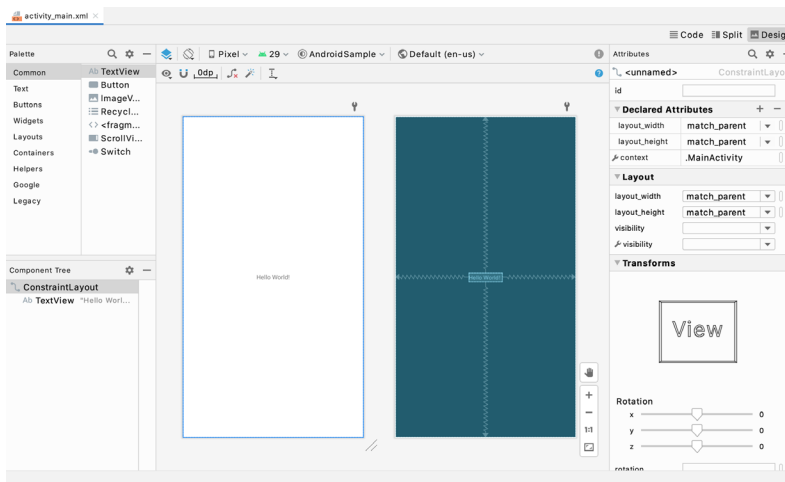 activity_main.xml
Code Split Desig
Palette
Pixel 29 AndroidSample Default (en-us)
Attributes
Common
Text
Buttons
Widgets
Layouts
Containers
Helpers
Google
Legacy
Ab TextView
Button
ImageV...
Recycl...
<fragm...
ScrollVi...
Switch
0dp
Component Tree
ConstraintLayout
Ab TextView "Hello Worl...
Hello World!
Hello World!
1:1
<unnamed> ConstraintLayo
id
Declared Attributes
layout_width match_parent
layout_height match_parent
context .MainActivity
Layout
layout_width match_parent
layout_height match_parent
visibility
visibility
Transforms
View
Rotation
x 0
y 0
z 0
rotation